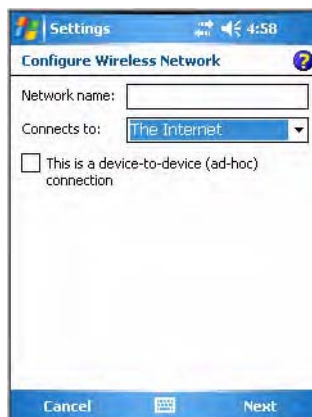 Settings 4:58
Configure Wireless Network ?
Network name:
Connects to: The Internet
This is a device-to-device (ad-hoc)
connection
Cancel Next